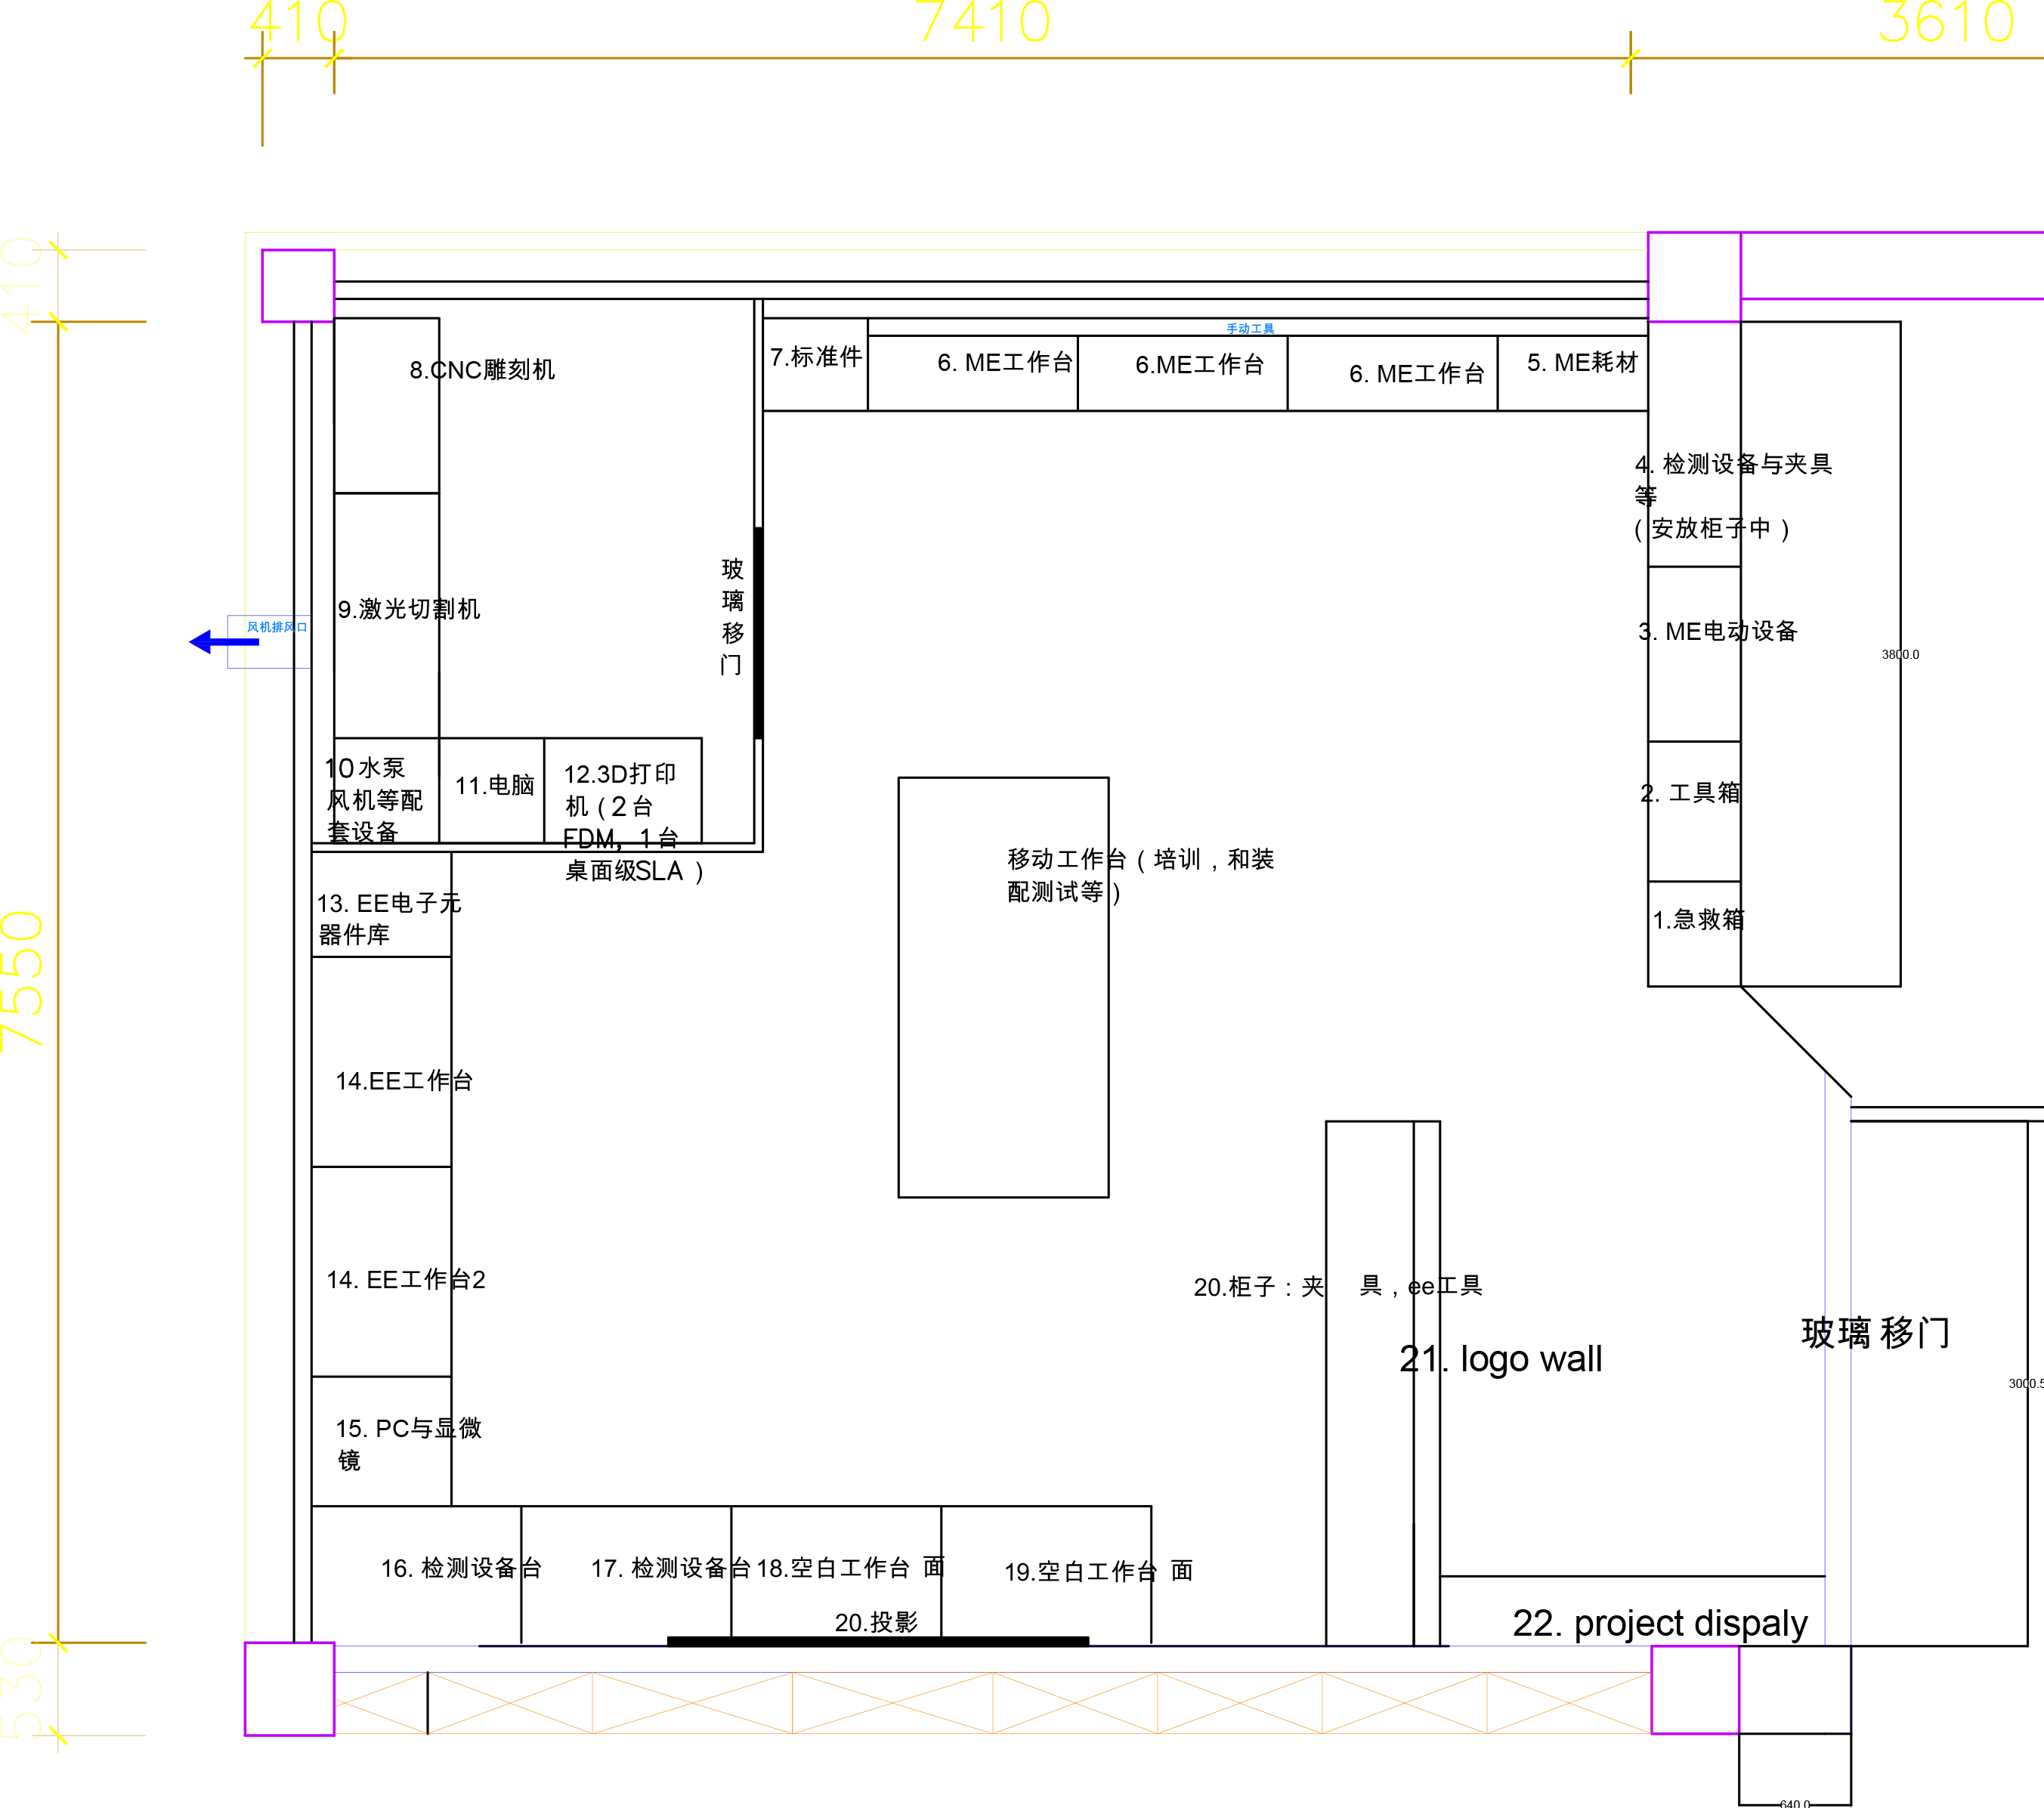 410
7410
3610
410
手动工具
7.标准件
6. ME工作台
6.ME工作台
6. ME工作台
5. ME耗材
8.CNC雕刻机
4. 检测设备与夹具
等
（安放柜子中）
玻
璃
移
门
9.激光切割机
风机排风口
3. ME电动设备
3800.0
10水泵
风机等配
套设备
11.电脑
12.3D打印
机（2台
FDM，1台
桌面级SLA）
2. 工具箱
移动工作台（培训，和装
配测试等）
1.急救箱
13. EE电子元
器件库
7550
14.EE工作台
14. EE工作台2
20.柜子：夹 具，ee工具
21. logo wall
玻璃 移门
3000.5
15. PC与显微
镜
16. 检测设备台
17. 检测设备台
18.空白工作台 面
19.空白工作台 面
20.投影
22. project dispaly
530
640.0